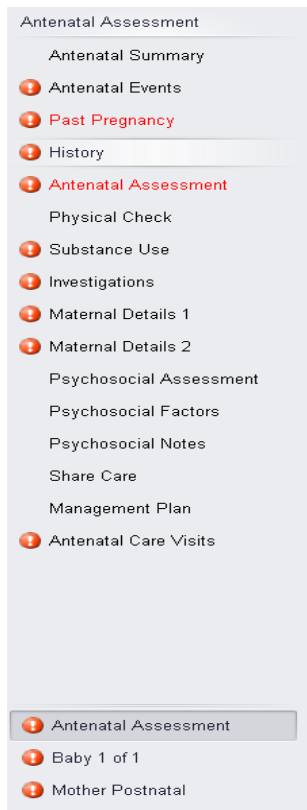 Antenatal Assessment
Antenatal Summary
Antenatal Events
Past Pregnancy
History
Antenatal Assessment
Physical Check
Substance Use
Investigations
Maternal Details 1
Maternal Details 2
Psychosocial Assessment
Psychosocial Factors
Psychosocial Notes
Share Care
Management Plan
Antenatal Care Visits
Antenatal Assessment
Baby 1 of 1
Mother Postnatal